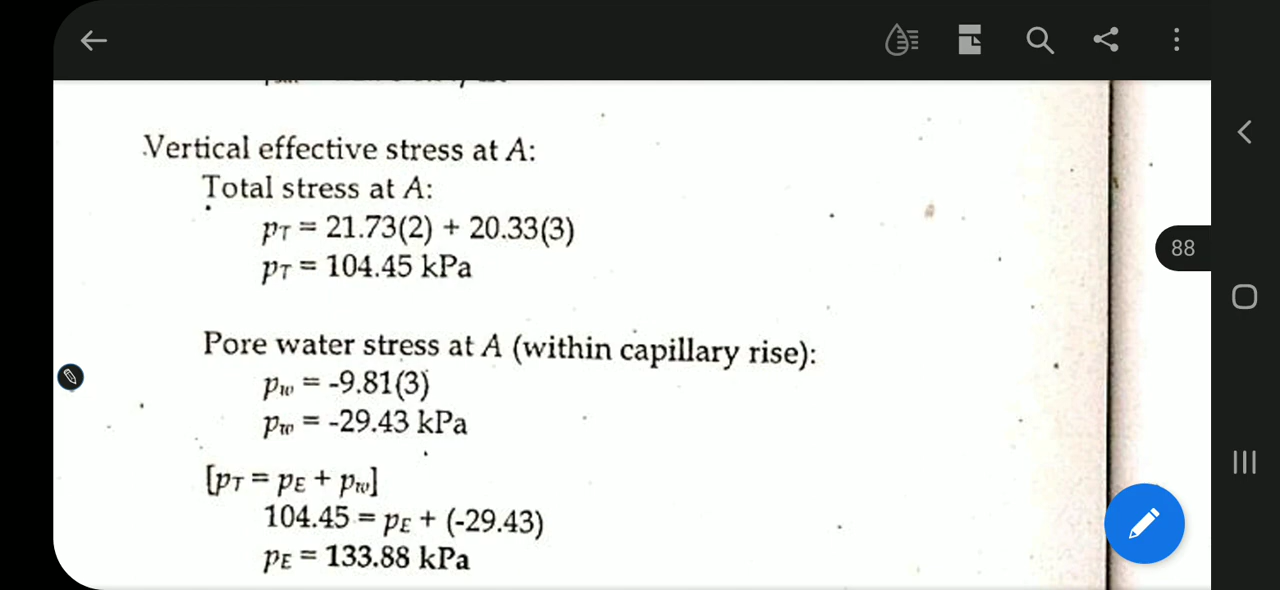 88
Vertical effective stress at A:
Total stress at A:
pT = 21.73(2) + 20.33(3)
pT = 104.45 kPa
Pore water stress at A (within capillary rise):
pw = -9.81(3)
pw = -29.43 kPa
[pT = pE + pw]
104.45 = pE + (-29.43)
pE = 133.88 kPa